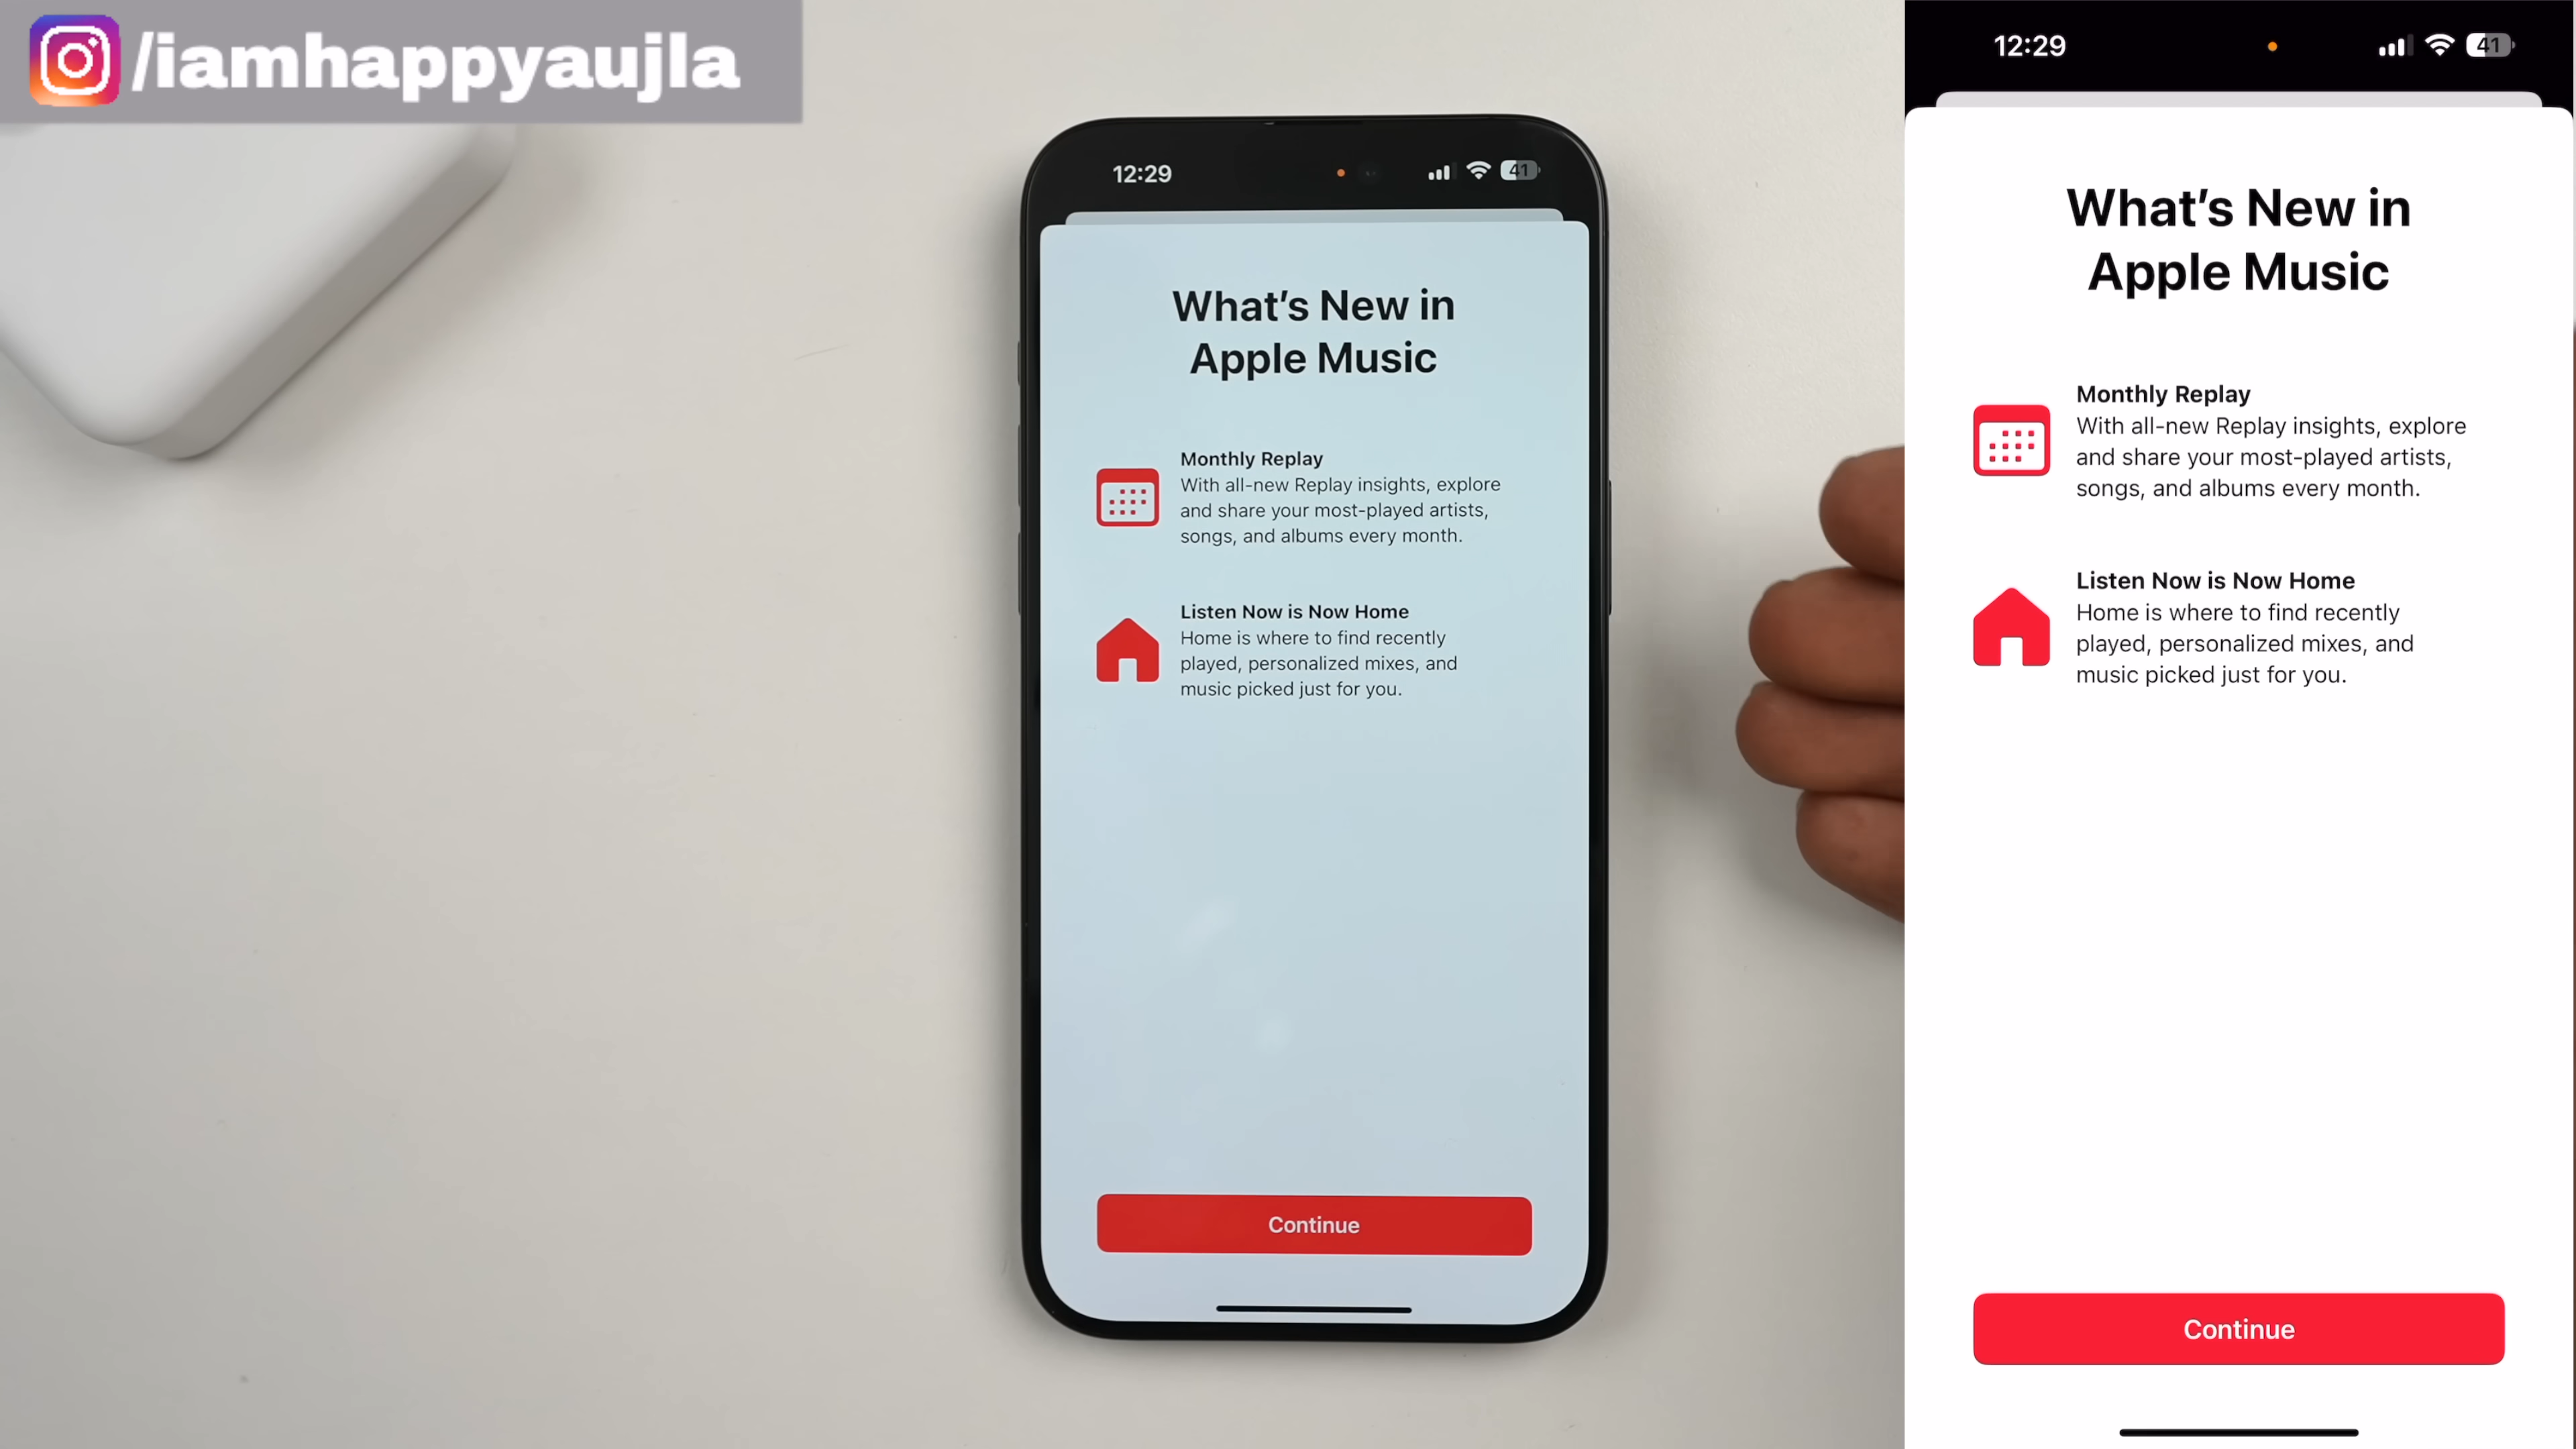 /iamhappyaujla
12:29
41
What's New in
Apple Music
Monthly Replay
With all-new Replay insights, explore
and share your most-played artists,
songs, and albums every month.
Listen Now is Now Home
Home is where to find recently
played, personalized mixes, and
music picked just for you.
Continue
12:29
41
What's New in
Apple Music
Monthly Replay
With all-new Replay insights, explore
and share your most-played artists,
songs, and albums every month.
Listen Now is Now Home
Home is where to find recently
played, personalized mixes, and
music picked just for you.
Continue